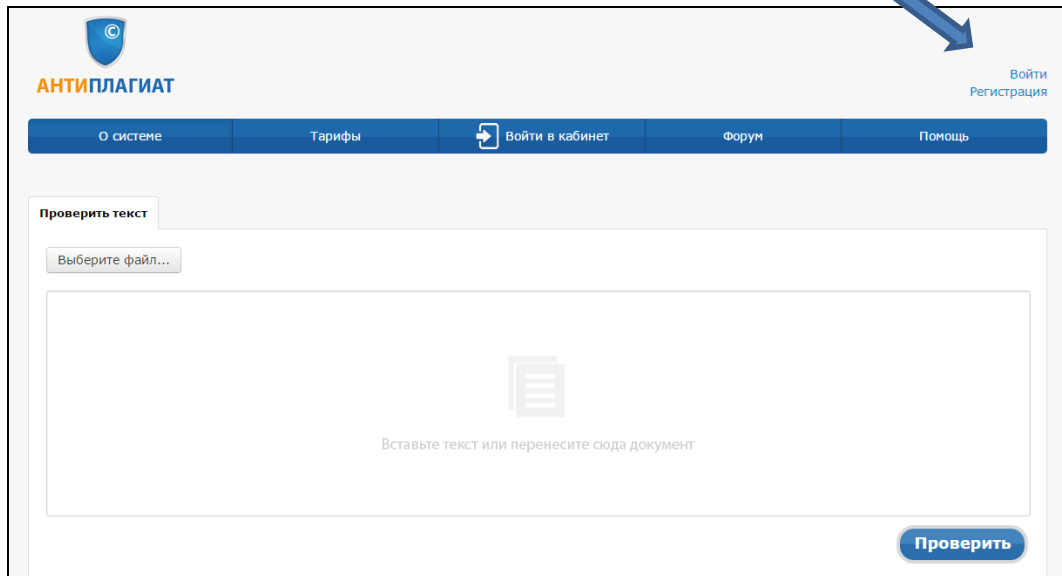 ©
АНТИПЛАГИАТ
Войти
Регистрация
О системе Тарифы Войти в кабинет Форум Помощь
Проверить текст
Выберите файл...
Вставьте текст или перенесите сюда документ
Проверить